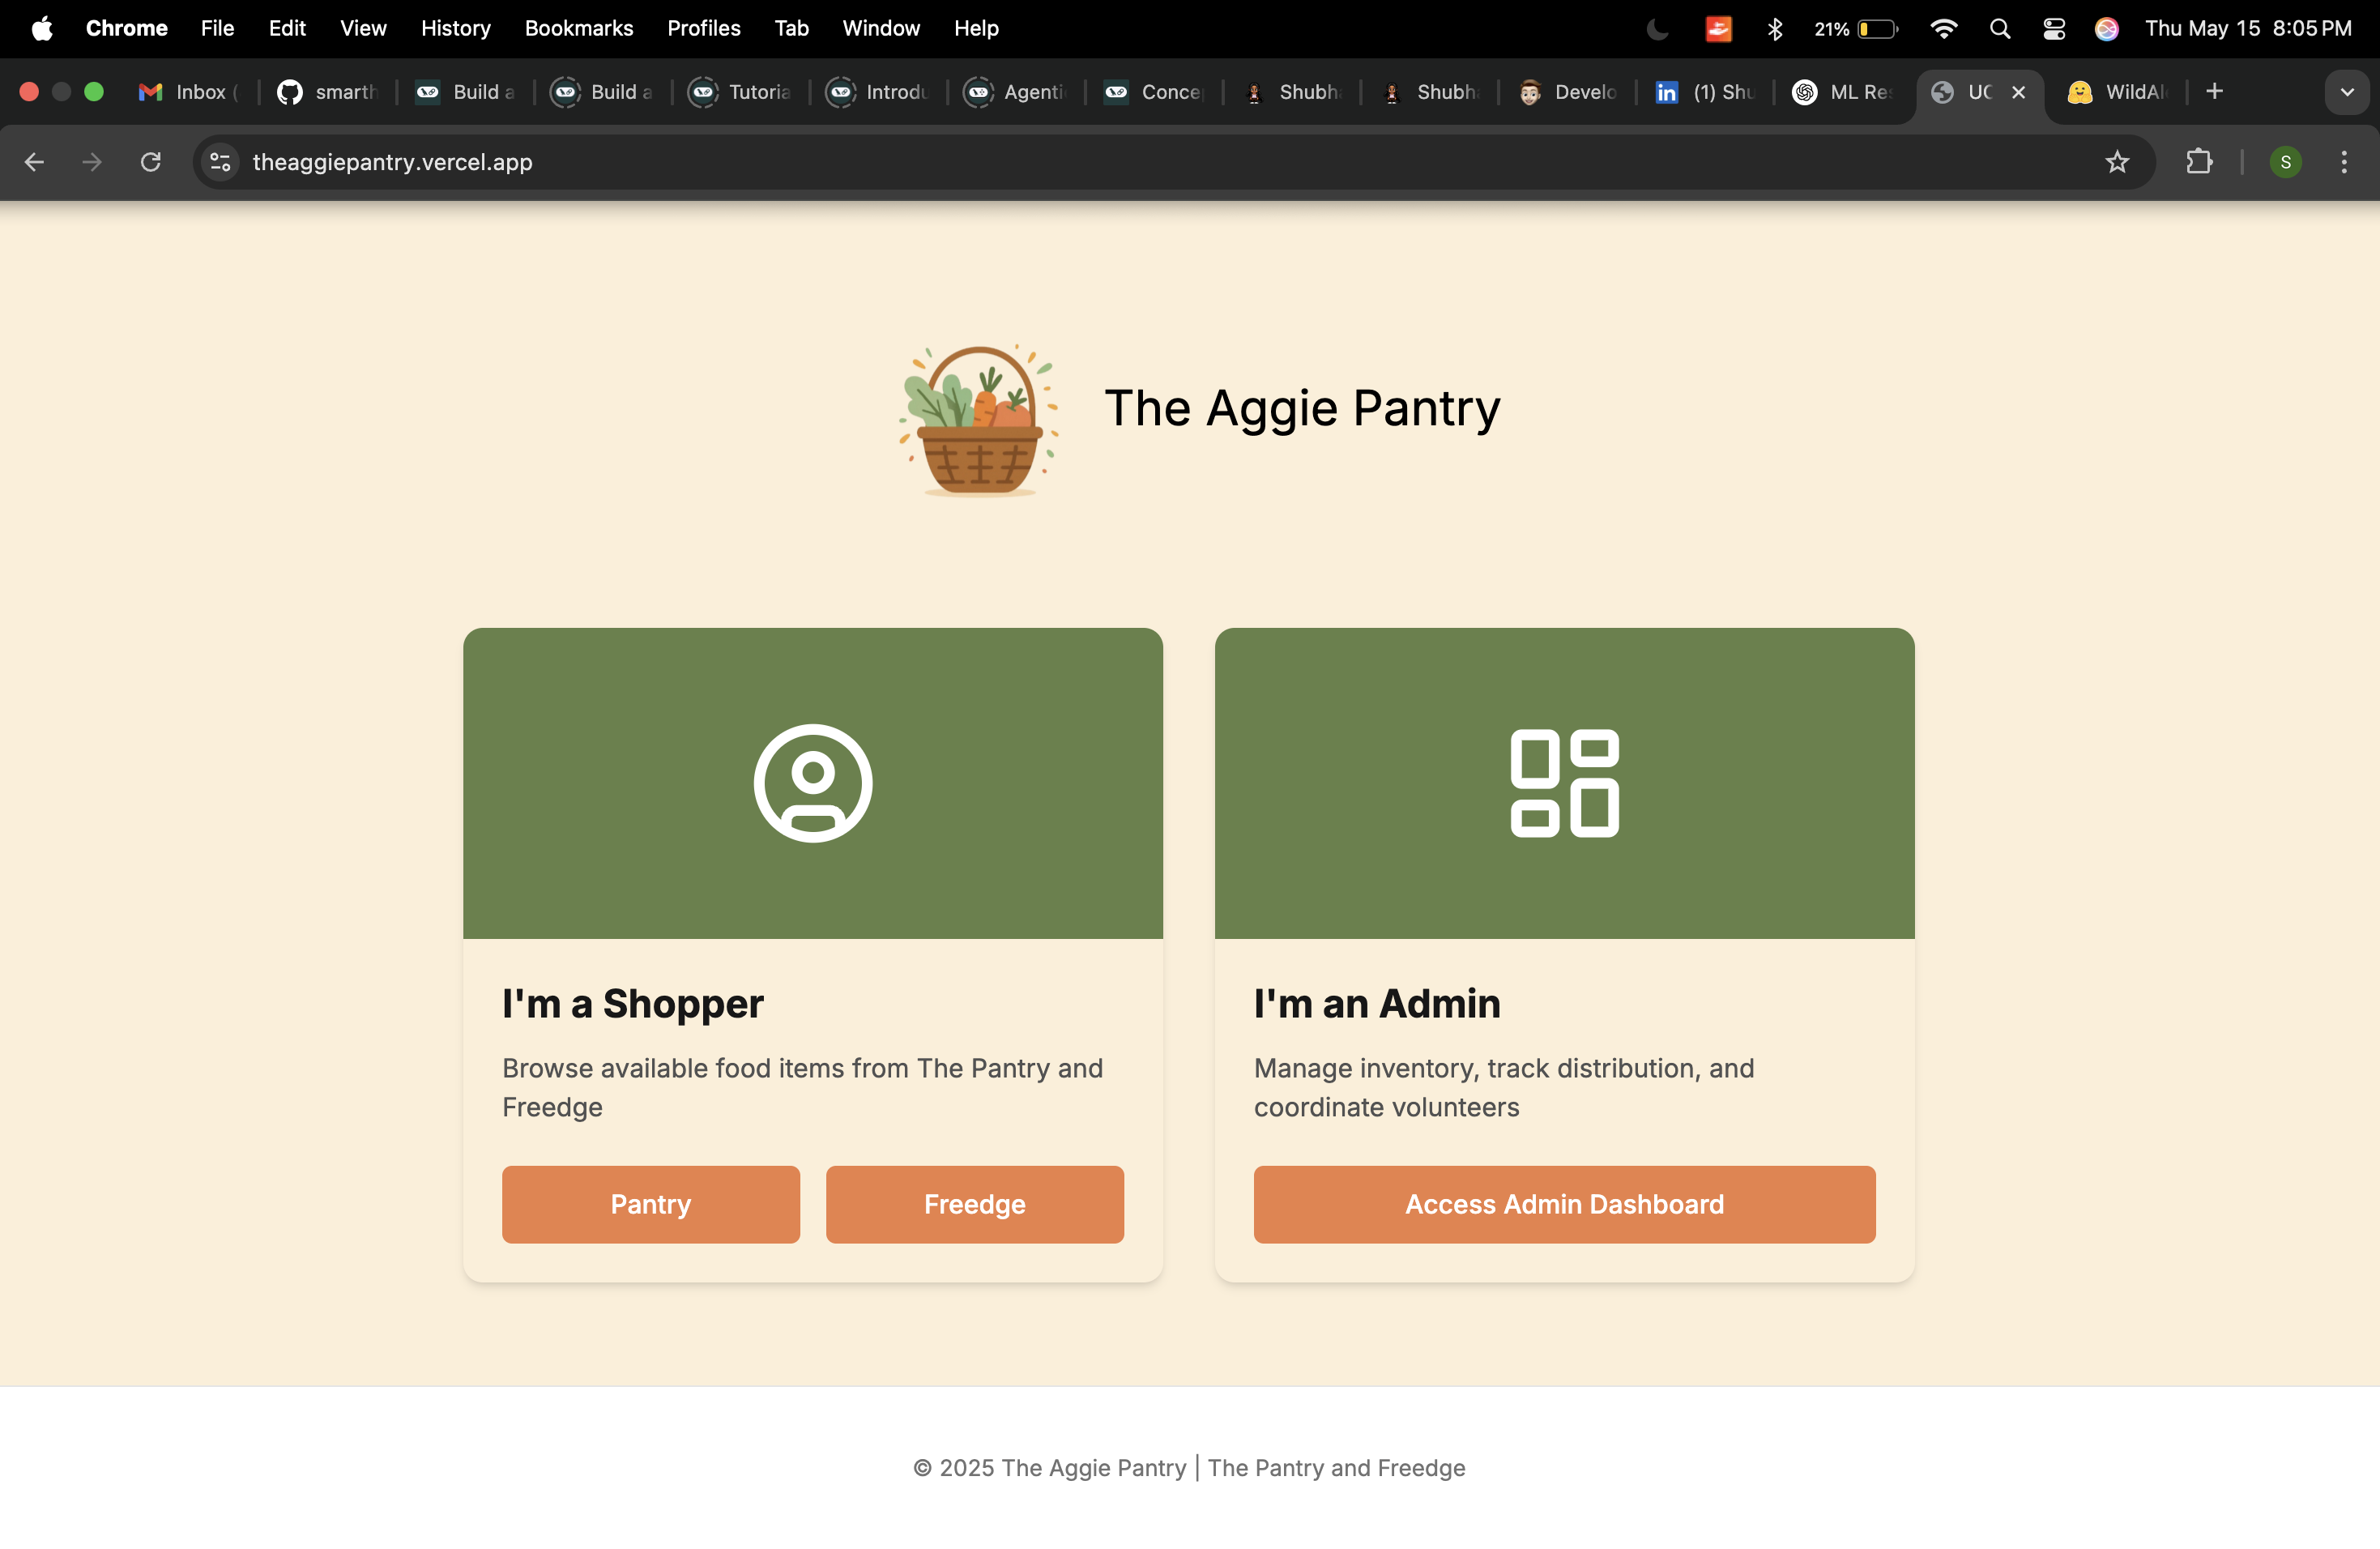 Chrome File Edit View History Bookmarks Profiles Tab Window Help 21% Thu May 15 8:05 PM
Inbox ( smarth Build a Build a Tutoria Introdu Agenti Conce Shubh Shubh Develo (1) Shu ML Res UC WildAl
theaggiepantry.vercel.app S
The Aggie Pantry
I'm a Shopper
Browse available food items from The Pantry and
Freedge
Pantry Freedge
I'm an Admin
Manage inventory, track distribution, and
coordinate volunteers
Access Admin Dashboard
© 2025 The Aggie Pantry | The Pantry and Freedge